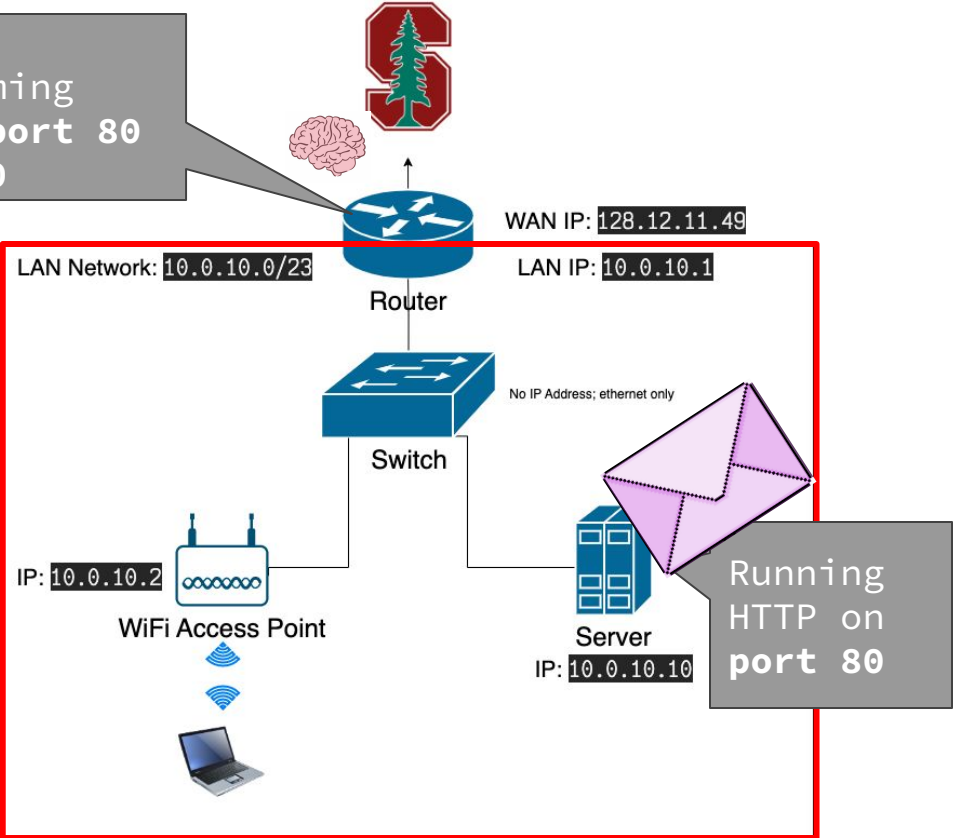 port 80
WAN IP: 128.12.11.49
LAN Network: 10.0.10.0/23
LAN IP: 10.0.10.1
Router
No IP Address; ethernet only
Switch
IP: 10.0.10.2
WiFi Access Point
Running
HTTP on
port 80
Server
IP: 10.0.10.10